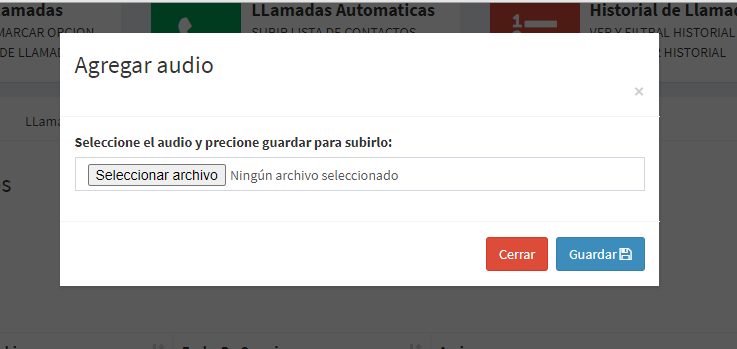 LLamadas Automaticas
Historial de Llamad
MARCAR OPCION
SUBIR LISTA DE CONTACTOS
VER Y FILTRAL HISTORIAL
DE LLAMAD
HISTORIAL
Agregar audio
×
LLama
Seleccione el audio y precione guardar para subirlo:
Seleccionar archivo Ningún archivo seleccionado
os
Cerrar Guardar